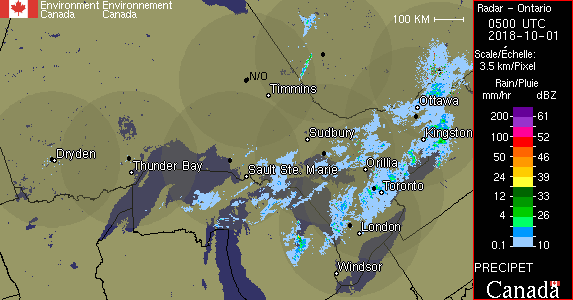 Environment Environnement
Canada Canada
100 KM
N/O
Timmins
Ottawa
Sudbury
Kingston
Dryden
Thunder Bay
Sault Ste. Marie
Orillia
Toronto
London
Windsor
Radar - Ontario
0500 UTC
2018-10-01
Scale/Échelle:
3.5 km/Pixel
Rain/Pluie
mm/hr dBZ
200 61
100 52
50 46
24 39
12 33
4 26
0.1 10
PRECIPET
Canada